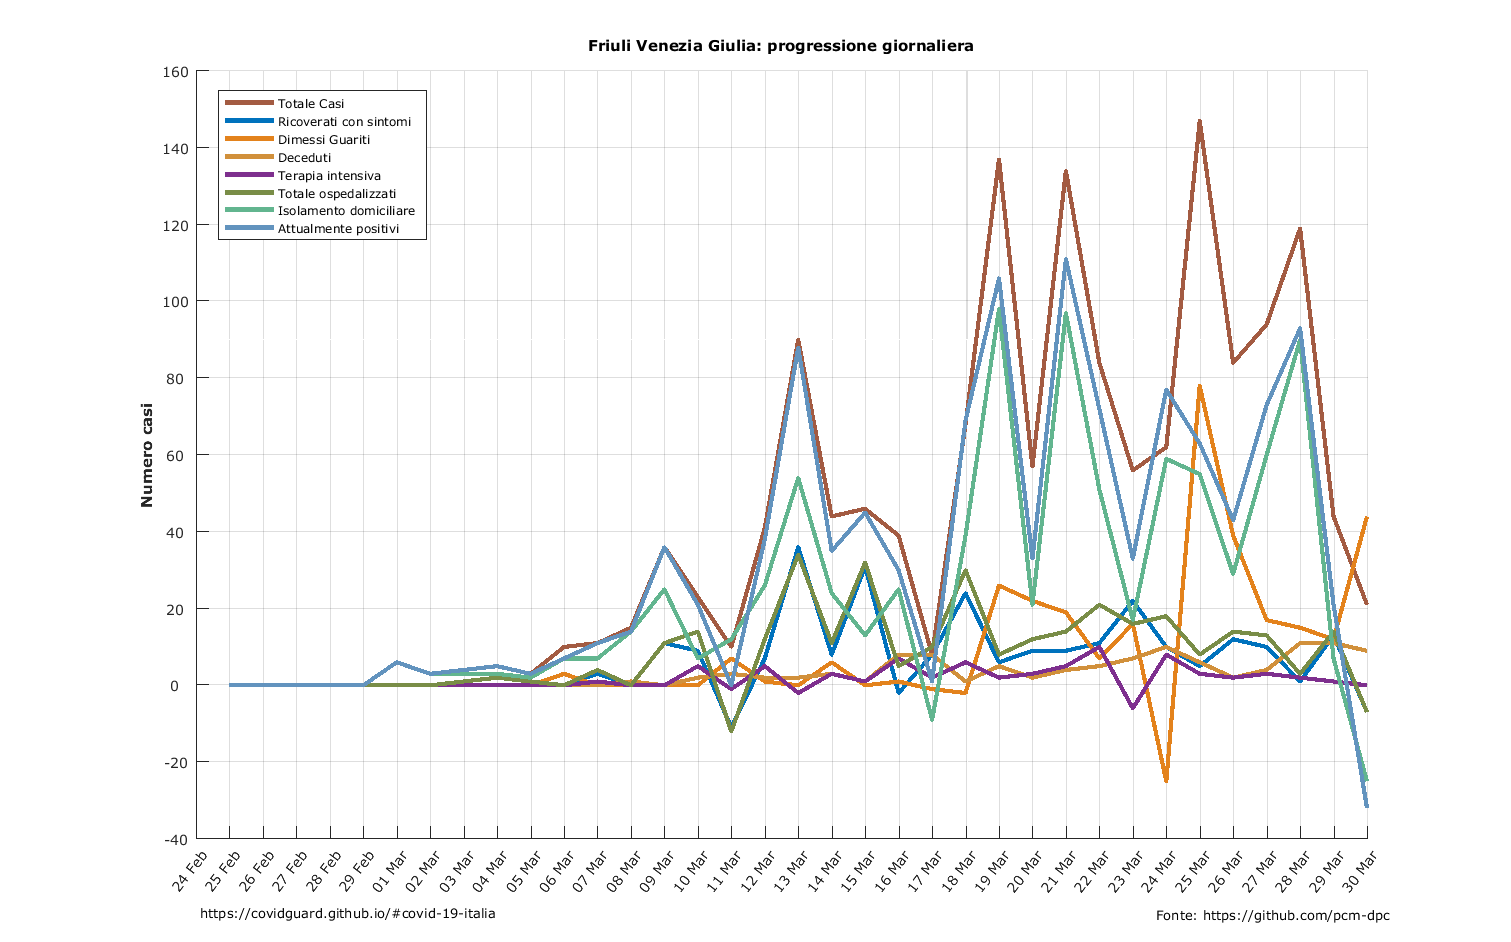 Friuli Venezia Giulia: progressione giornaliera
160
140
120
100
80
60
40
20
0
-20
-40
Numero casi
Totale Casi
Ricoverati con sintomi
Dimessi Guariti
Deceduti
Terapia intensiva
Totale ospedalizzati
Isolamento domiciliare
Attualmente positivi
24 Feb
25 Feb
26 Feb
27 Feb
28 Feb
29 Feb
01 Mar
02 Mar
03 Mar
04 Mar
05 Mar
06 Mar
07 Mar
08 Mar
09 Mar
10 Mar
11 Mar
12 Mar
13 Mar
14 Mar
15 Mar
16 Mar
17 Mar
18 Mar
19 Mar
20 Mar
21 Mar
22 Mar
23 Mar
24 Mar
25 Mar
26 Mar
27 Mar
28 Mar
29 Mar
30 Mar
https://covidguard.github.io/#covid-19-italia
Fonte: https://github.com/pcm-dpc